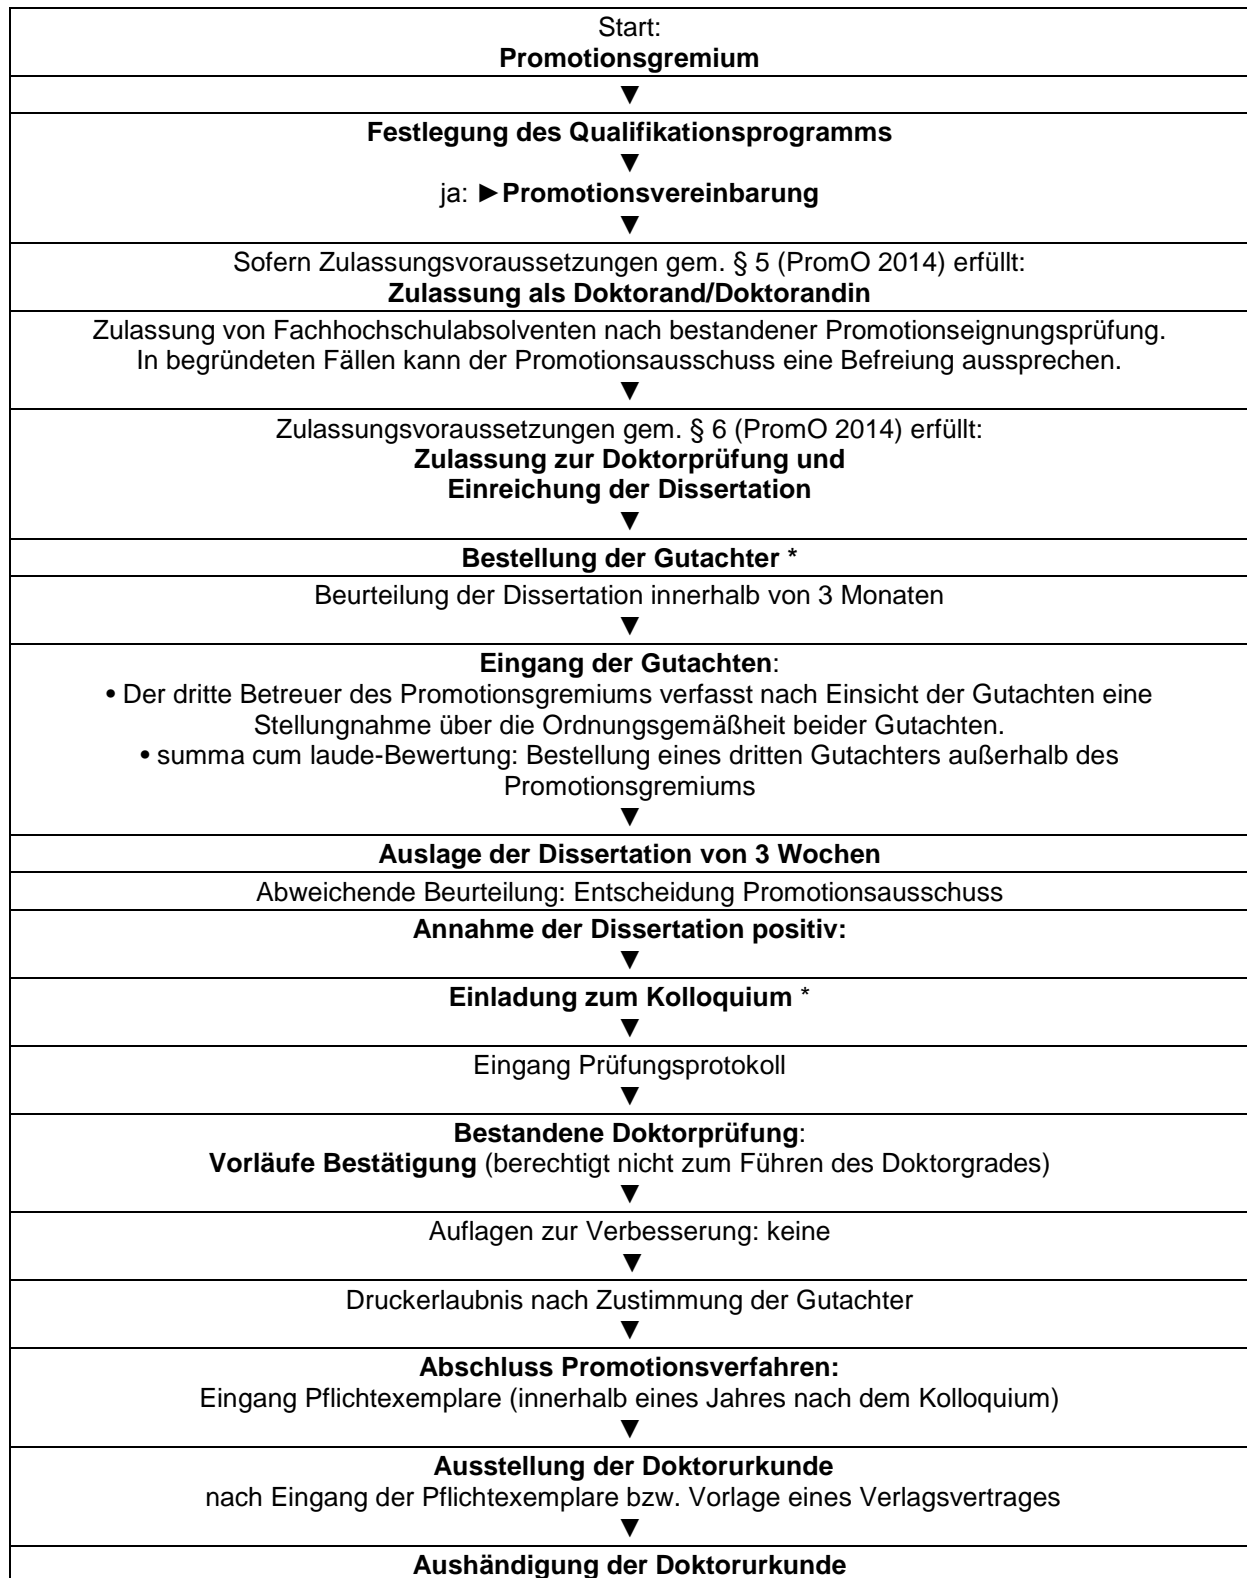 Start:
Promotionsgremium
▼
Festlegung des Qualifikationsprogramms
▼
ja: ►Promotionsvereinbarung
▼
Sofern Zulassungsvoraussetzungen gem. § 5 (PromO 2014) erfüllt:
Zulassung als Doktorand/Doktorandin
Zulassung von Fachhochschulabsolventen nach bestandener Promotionseignungsprüfung.
In begründeten Fällen kann der Promotionsausschuss eine Befreiung aussprechen.
▼
Zulassungsvoraussetzungen gem. § 6 (PromO 2014) erfüllt:
Zulassung zur Doktorprüfung und
Einreichung der Dissertation
▼
Bestellung der Gutachter *
Beurteilung der Dissertation innerhalb von 3 Monaten
▼
Eingang der Gutachten:
• Der dritte Betreuer des Promotionsgremiums verfasst nach Einsicht der Gutachten eine
Stellungnahme über die Ordnungsgemäßheit beider Gutachten.
• summa cum laude-Bewertung: Bestellung eines dritten Gutachters außerhalb des
Promotionsgremiums
▼
Auslage der Dissertation von 3 Wochen
Abweichende Beurteilung: Entscheidung Promotionsausschuss
Annahme der Dissertation positiv:
▼
Einladung zum Kolloquium *
▼
Eingang Prüfungsprotokoll
▼
Bestandene Doktorprüfung:
Vorläufe Bestätigung (berechtigt nicht zum Führen des Doktorgrades)
▼
Auflagen zur Verbesserung: keine
▼
Druckerlaubnis nach Zustimmung der Gutachter
▼
Abschluss Promotionsverfahren:
Eingang Pflichtexemplare (innerhalb eines Jahres nach dem Kolloquium)
▼
Ausstellung der Doktorurkunde
nach Eingang der Pflichtexemplare bzw. Vorlage eines Verlagsvertrages
▼
Aushändigung der Doktorurkunde